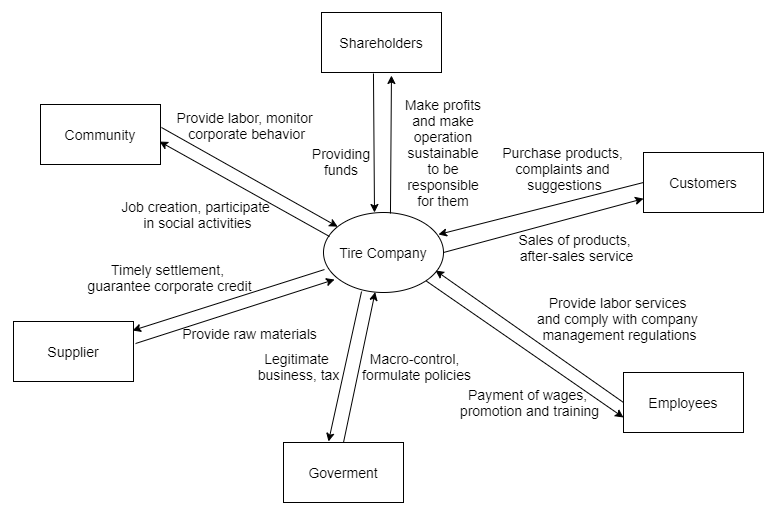 Shareholders
Community
Provide labor, monitor
corporate behavior
Make profits
and make
operation
sustainable
to be
responsible
for them
Providing
funds
Purchase products,
complaints and
suggestions
Customers
Job creation, participate
in social activities
Tire Company
Sales of products,
after-sales service
Timely settlement,
guarantee corporate credit
Provide labor services
and comply with company
management regulations
Provide raw materials
Supplier
Legitimate
business, tax
Macro-control,
formulate policies
Payment of wages,
promotion and training
Employees
Goverment